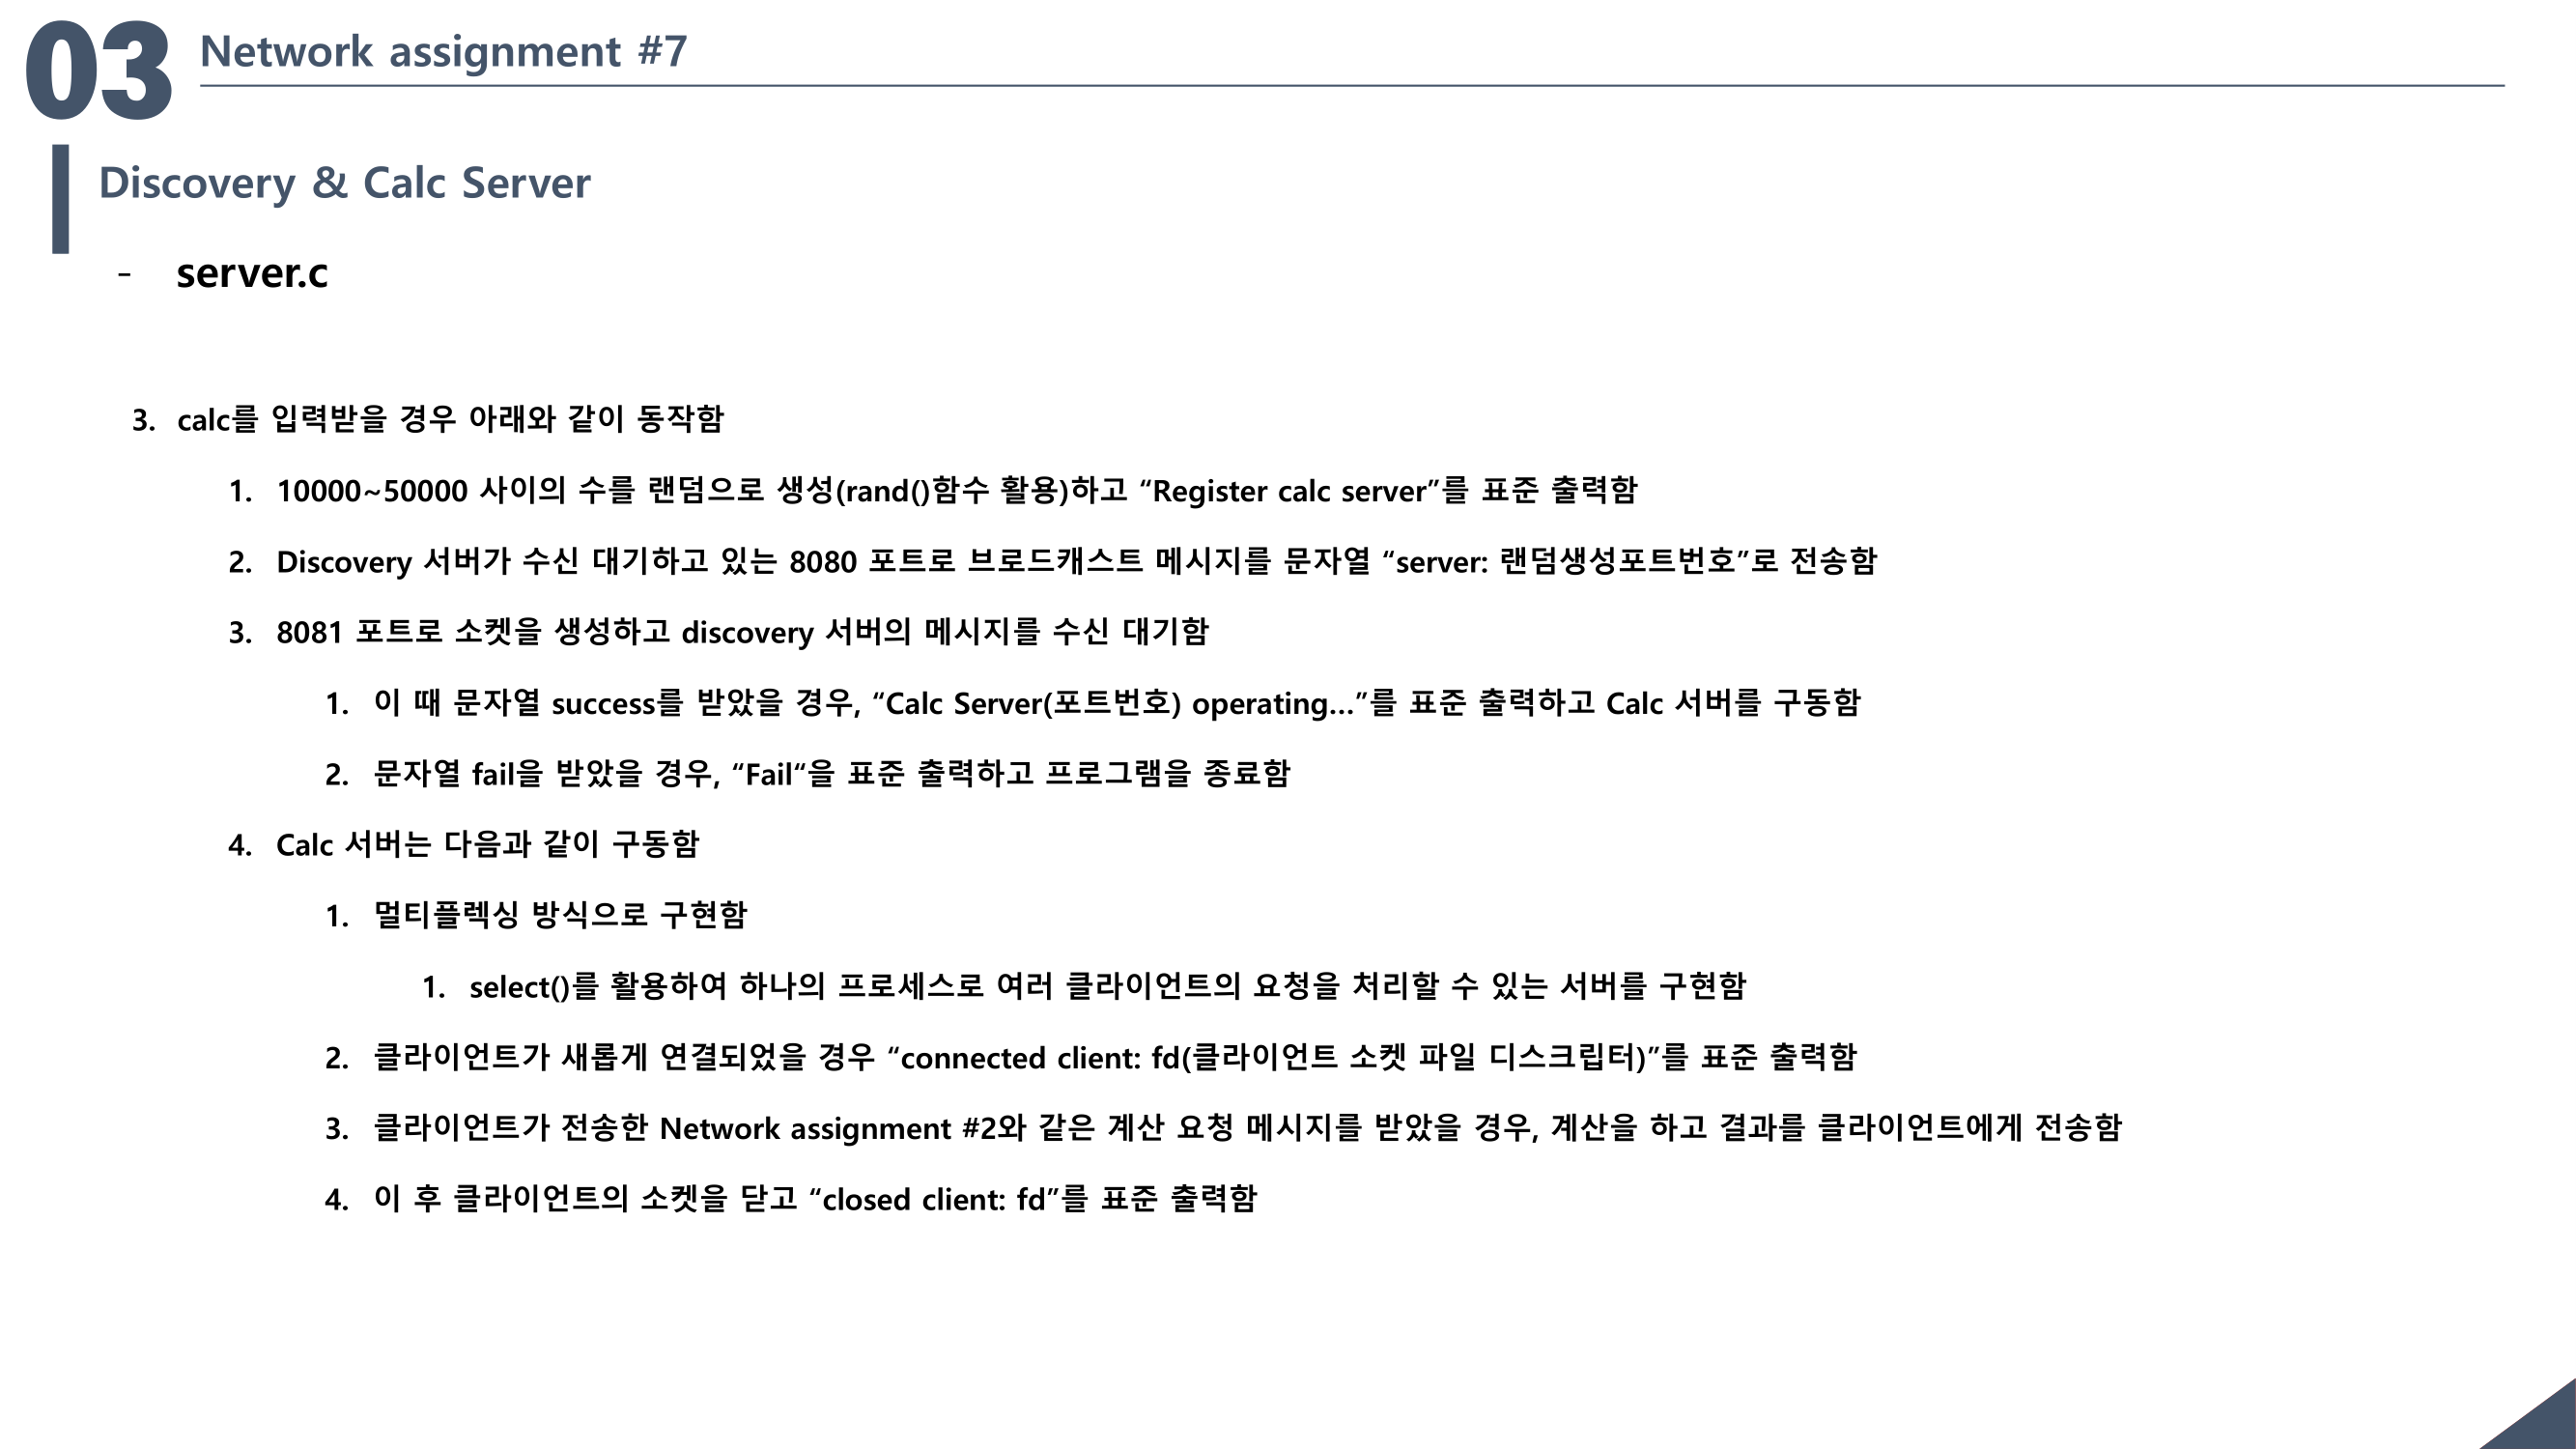 03 Network assignment #7
Discovery & Calc Server
- server.c
3. calc를 입력받을 경우 아래와 같이 동작함
1. 10000~50000 사이의 수를 랜덤으로 생성(rand()함수 활용)하고 “Register calc server”를 표준 출력함
2. Discovery 서버가 수신 대기하고 있는 8080 포트로 브로드캐스트 메시지를 문자열 “server: 랜덤생성포트번호”로 전송함
3. 8081 포트로 소켓을 생성하고 discovery 서버의 메시지를 수신 대기함
1. 이 때 문자열 success를 받았을 경우, “Calc Server(포트번호) operating…”를 표준 출력하고 Calc 서버를 구동함
2. 문자열 fail을 받았을 경우, “Fail“을 표준 출력하고 프로그램을 종료함
4. Calc 서버는 다음과 같이 구동함
1. 멀티플렉싱 방식으로 구현함
1. select()를 활용하여 하나의 프로세스로 여러 클라이언트의 요청을 처리할 수 있는 서버를 구현함
2. 클라이언트가 새롭게 연결되었을 경우 “connected client: fd(클라이언트 소켓 파일 디스크립터)”를 표준 출력함
3. 클라이언트가 전송한 Network assignment #2와 같은 계산 요청 메시지를 받았을 경우, 계산을 하고 결과를 클라이언트에게 전송함
4. 이 후 클라이언트의 소켓을 닫고 “closed client: fd”를 표준 출력함